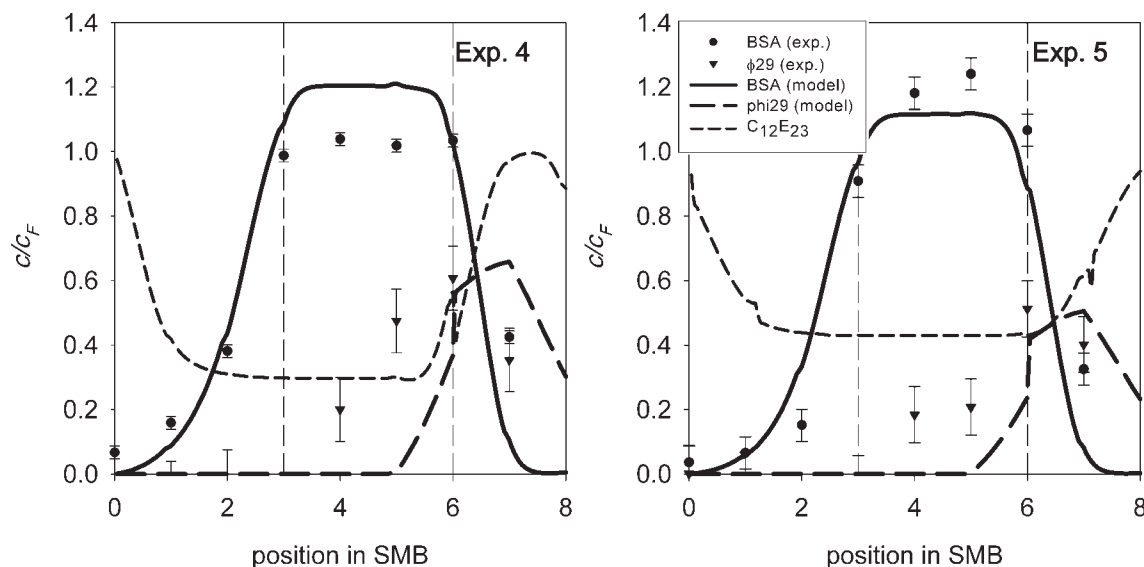 1.4
1.2
1.0
0.8
0.6
0.4
0.2
0.0
c/c_F
Exp. 4
0 2 4 6 8
position in SMB
1.4
1.2
1.0
0.8
0.6
0.4
0.2
0.0
c/c_F
BSA (exp.)
ϕ29 (exp.)
BSA (model)
phi29 (model)
C₁₂E₂₃
Exp. 5
0 2 4 6 8
position in SMB